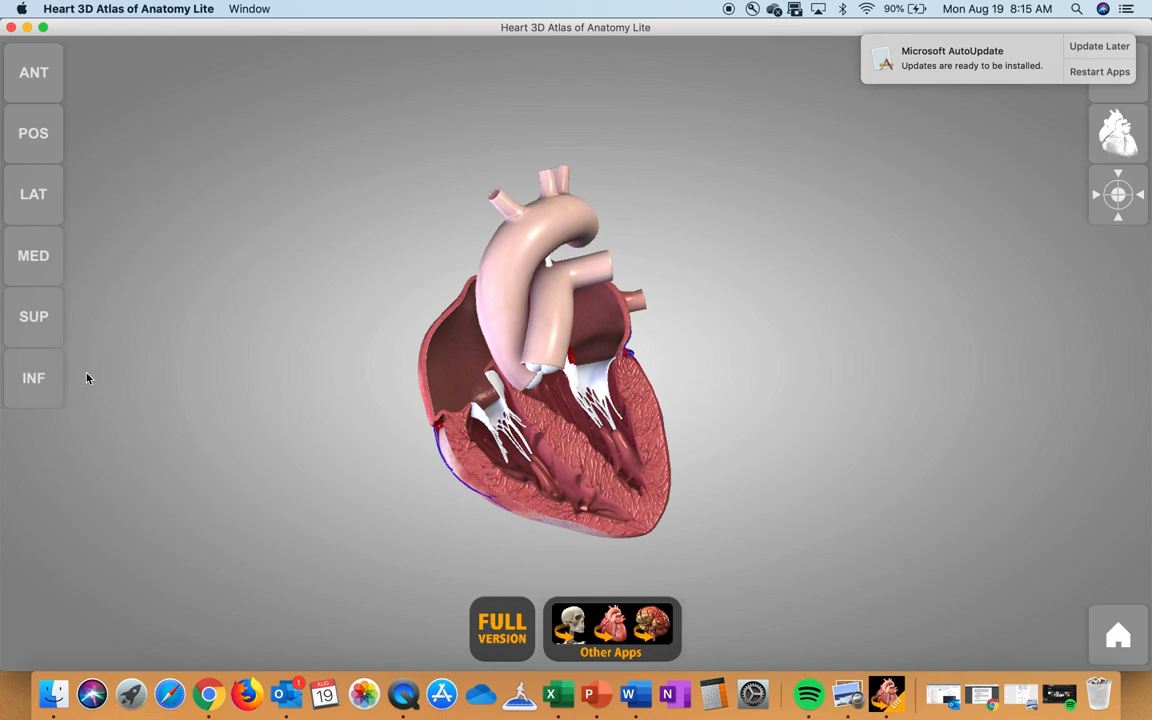 Heart 3D Atlas of Anatomy Lite Window 90% Mon Aug 19 8:15 AM
Heart 3D Atlas of Anatomy Lite
Microsoft AutoUpdate
Updates are ready to be installed.
Update Later
Restart Apps
ANT
POS
LAT
MED
SUP
INF
FULL
VERSION
Other Apps
1
AUG
19